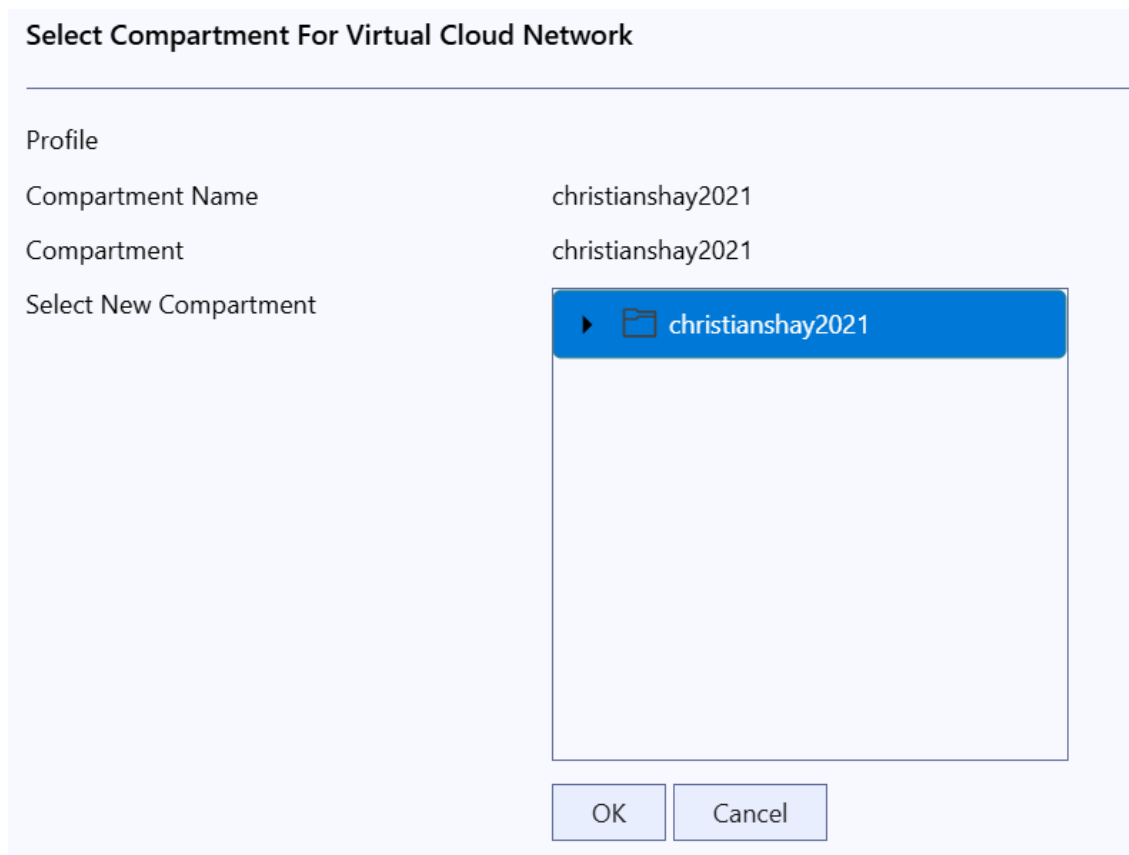 Select Compartment For Virtual Cloud Network
Profile
Compartment Name christianshay2021
Compartment christianshay2021
Select New Compartment
christianshay2021
OK Cancel